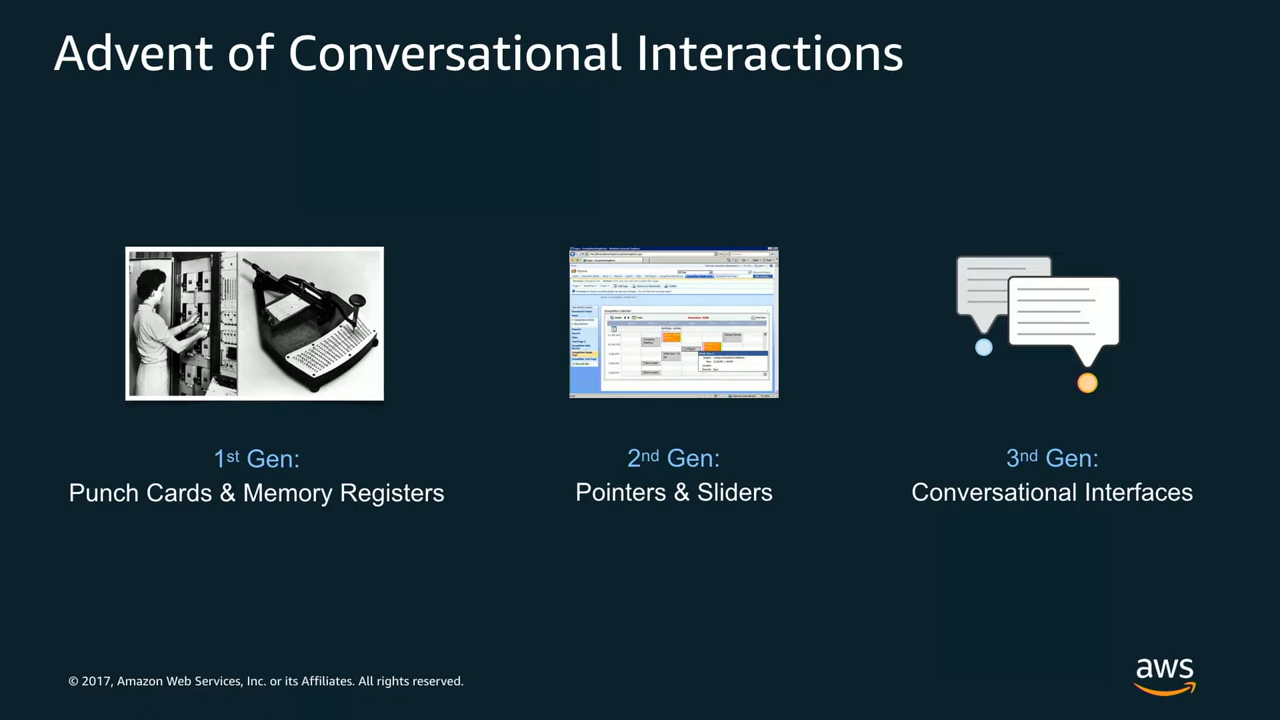 Advent of Conversational Interactions
1st Gen:
Punch Cards & Memory Registers
2nd Gen:
Pointers & Sliders
3nd Gen:
Conversational Interfaces
© 2017, Amazon Web Services, Inc. or its Affiliates. All rights reserved.
aws